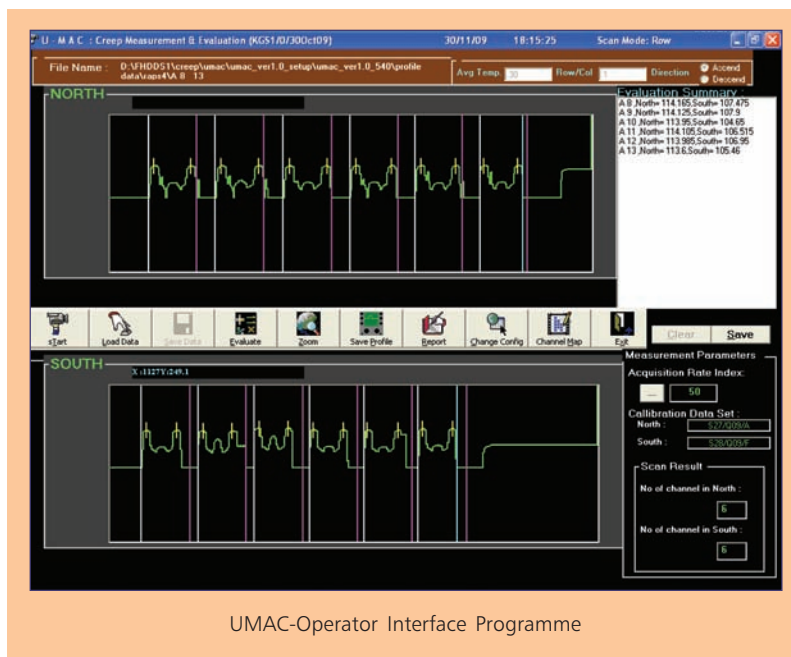 U - M A C : Creep Measurement & Evaluation (KGS1/0/30Oct09) 30/11/09 18:15:25 Scan Mode: Row
File Name : D:\FHDDS1\creep\umac\umac_ver1.0_setup\umac_ver1.0_540\profile
data\raps4\A 8 13
Avg Temp. 30 Row/Col 1 Direction Ascend
Descend
NORTH
Evaluation Summary :
A 8 ,North= 114.165,South= 107.475
A 9 ,North= 114.125,South= 107.9
A 10 ,North= 113.95,South= 104.65
A 11 ,North= 114.105,South= 106.515
A 12 ,North= 113.985,South= 106.95
A 13 ,North= 113.6,South= 105.46
sTart Load Data Save Data Evaluate Zoom Save Profile Report Change Config Channel Map Exit
Clear Save
SOUTH
X :1127Y:249.1
Measurement Parameters
Acquisition Rate Index:
... 50
Callibration Data Set :
North : S27/Q09/A
South : S28/Q09/F
Scan Result
No of channel in North :
6
No of channel in South :
6
UMAC-Operator Interface Programme